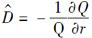 D̂ = − 1/Q ∂Q/∂r